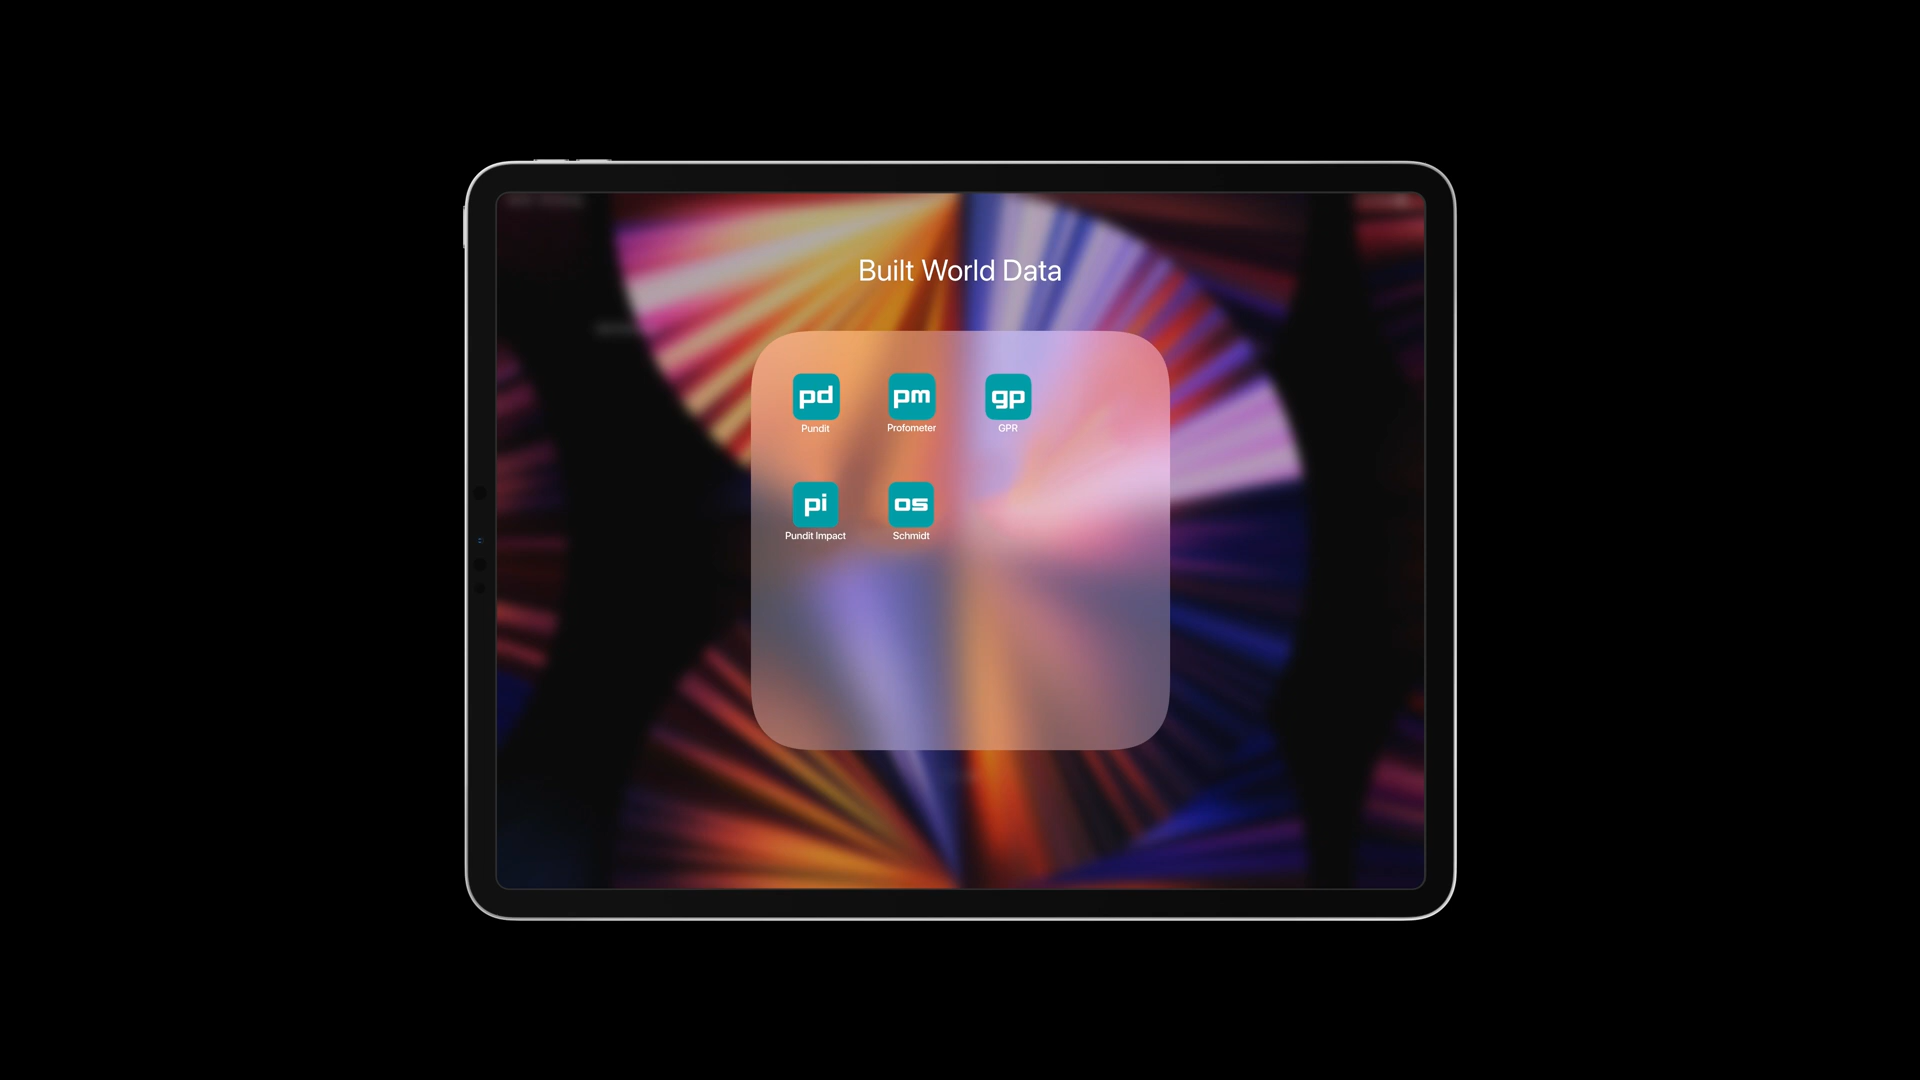 Built World Data
pd
pm
gp
Pundit
Profometer
GPR
pi
os
Pundit Impact
Schmidt